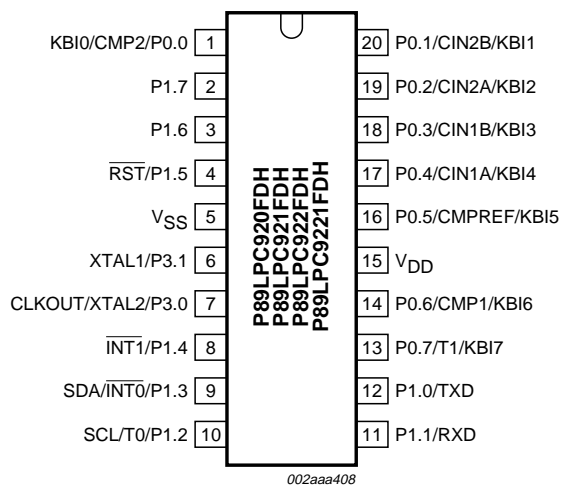 KBI0/CMP2/P0.0 1 20 P0.1/CIN2B/KBI1
P1.7 2 19 P0.2/CIN2A/KBI2
P1.6 3 18 P0.3/CIN1B/KBI3
RST/P1.5 4 17 P0.4/CIN1A/KBI4
VSS 5 16 P0.5/CMPREF/KBI5
XTAL1/P3.1 6 15 VDD
CLKOUT/XTAL2/P3.0 7 14 P0.6/CMP1/KBI6
INT1/P1.4 8 13 P0.7/T1/KBI7
SDA/INT0/P1.3 9 12 P1.0/TXD
SCL/T0/P1.2 10 11 P1.1/RXD
P89LPC920FDH
P89LPC921FDH
P89LPC922FDH
P89LPC9221FDH
002aaa408